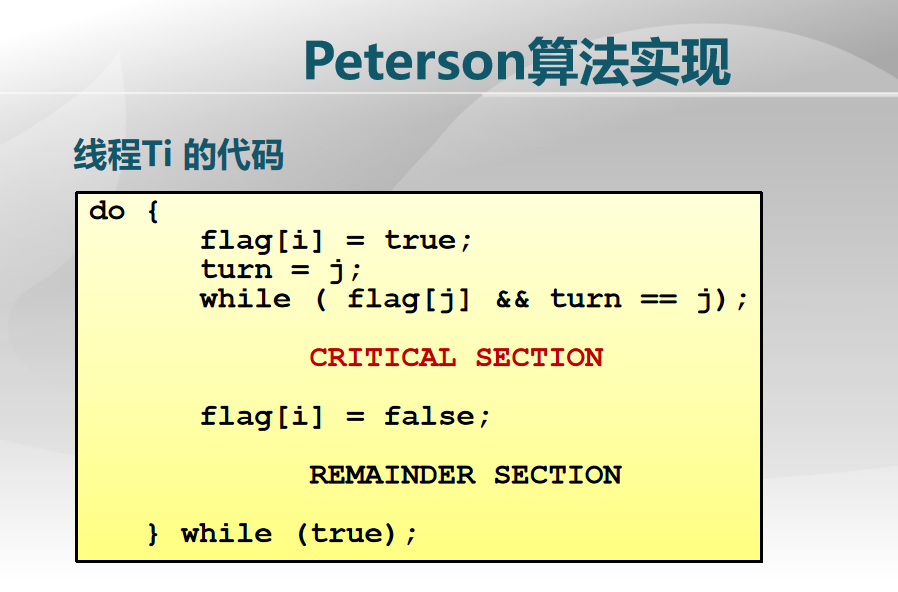 Peterson算法实现
线程Ti 的代码
do {
flag[i] = true;
turn = j;
while ( flag[j] && turn == j);
CRITICAL SECTION
flag[i] = false;
REMAINDER SECTION
} while (true);